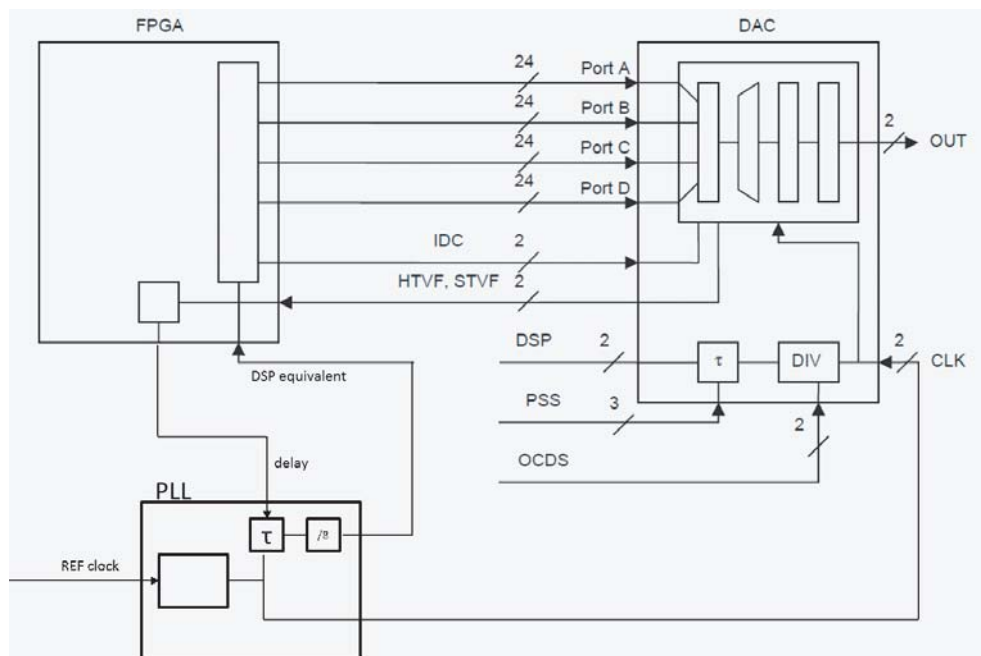 FPGA
DAC
24
Port A
24
Port B
24
Port C
24
Port D
2
OUT
IDC
2
HTVF, STVF
2
DSP
2
τ
DIV
2
CLK
DSP equivalent
PSS
3
2
OCDS
delay
PLL
τ
/8
REF clock